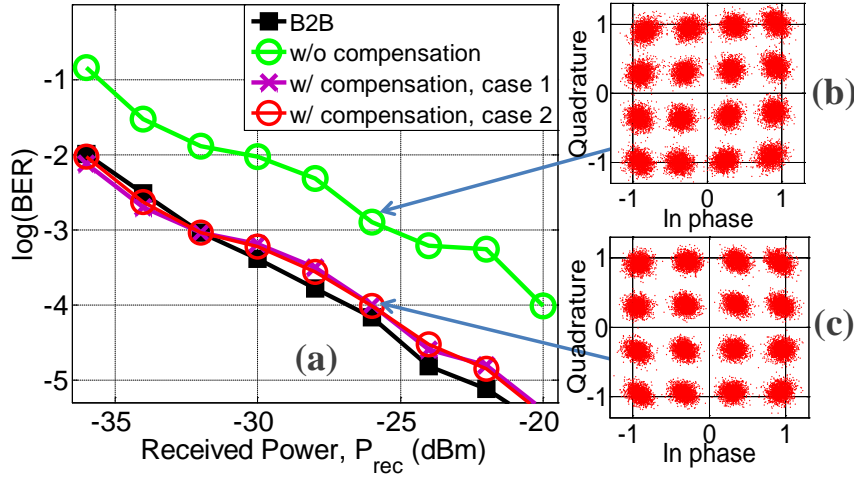 B2B
w/o compensation
w/ compensation, case 1
w/ compensation, case 2
-1
-2
-3
-4
-5
log(BER)
(a)
-35
-30
-25
-20
Received Power, P_rec (dBm)
1
0
-1
Quadrature
-1
0
1
In phase
(b)
1
0
-1
Quadrature
-1
0
1
In phase
(c)